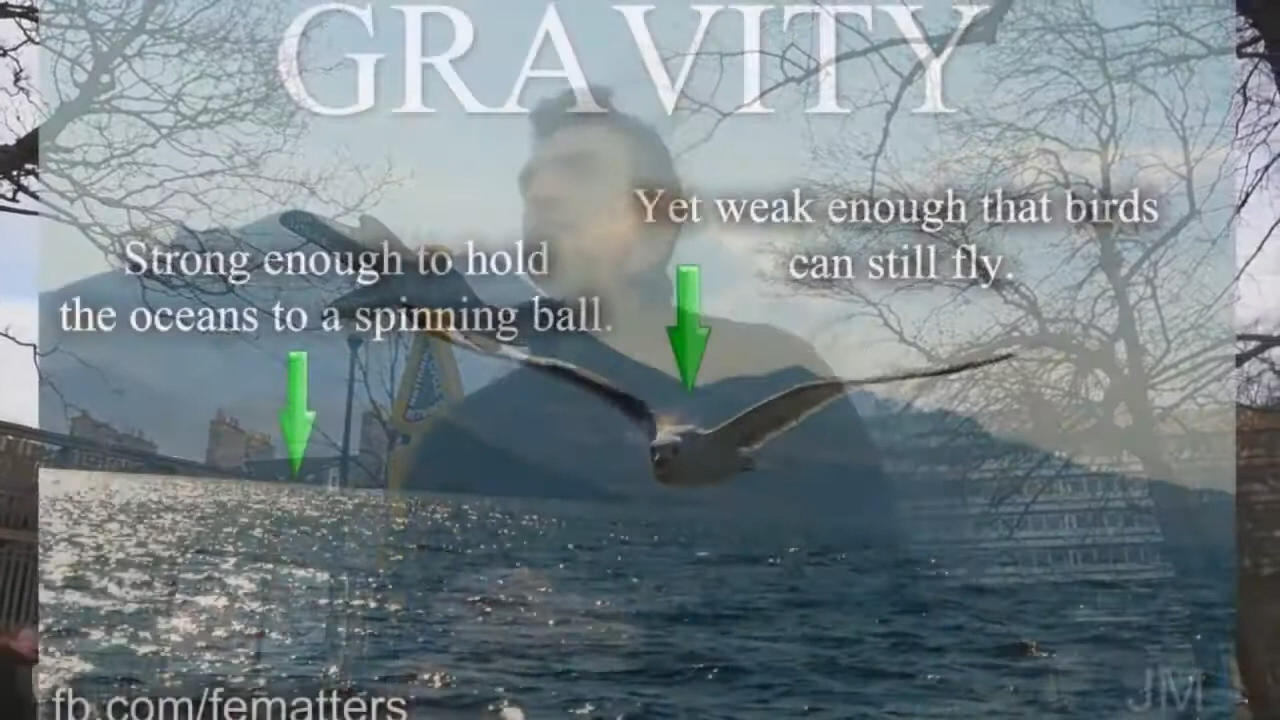 GRAVITY
Yet weak enough that birds
can still fly.
Strong enough to hold
the oceans to a spinning ball.
fb.com/fematters
JM